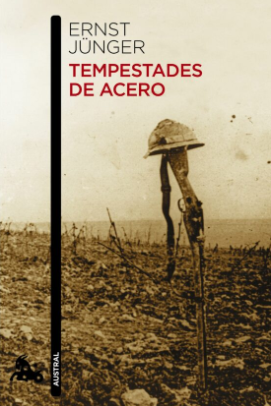 ERNST
JÜNGER
TEMPESTADES
DE ACERO
AUSTRAL